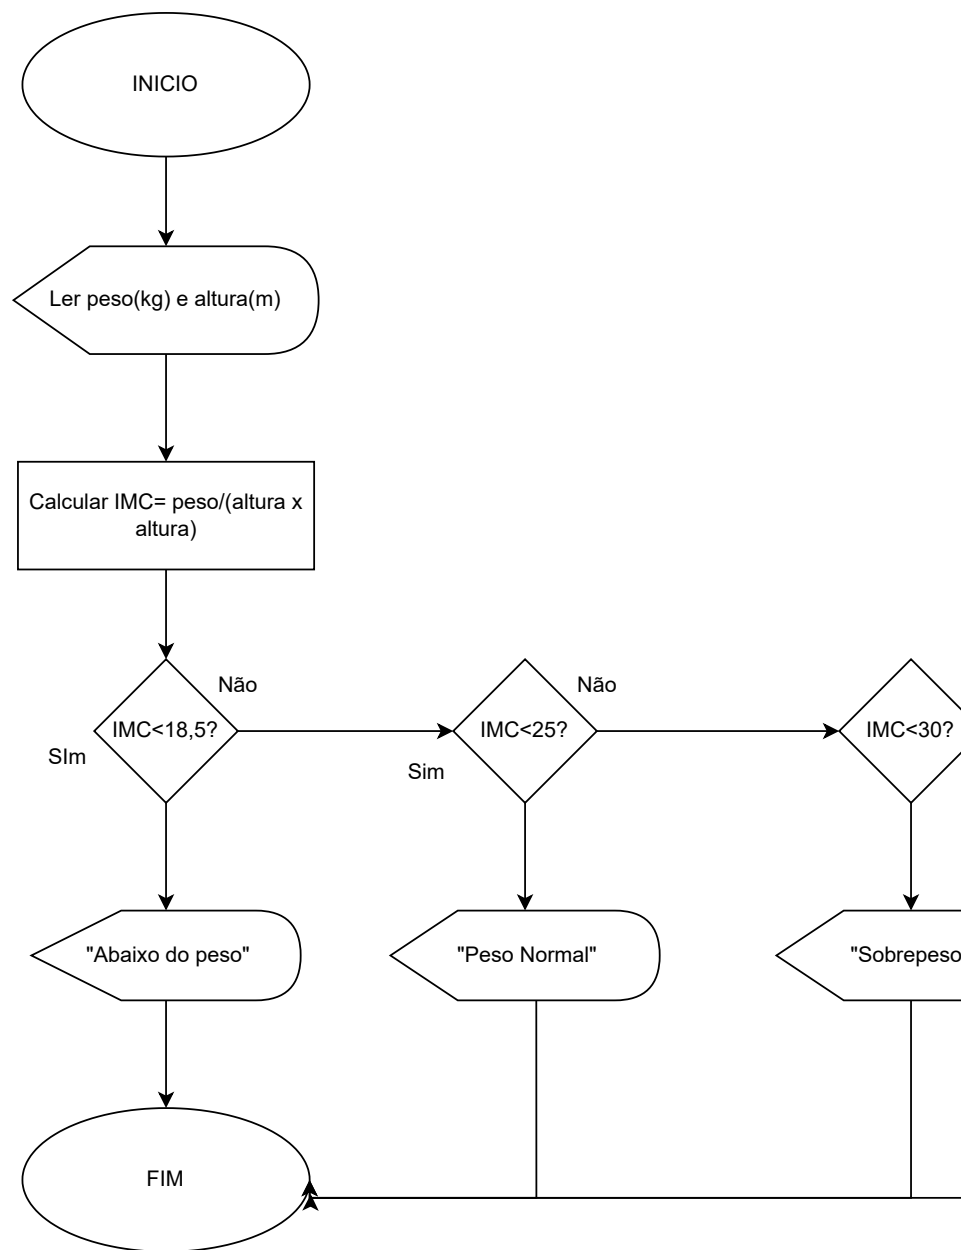 INICIO
Ler peso(kg) e altura(m)
Calcular IMC= peso/(altura x
altura)
Não
Não
IMC<18,5?
IMC<25?
IMC<30?
SIm
Sim
"Abaixo do peso"
"Peso Normal"
"Sobrepeso
FIM